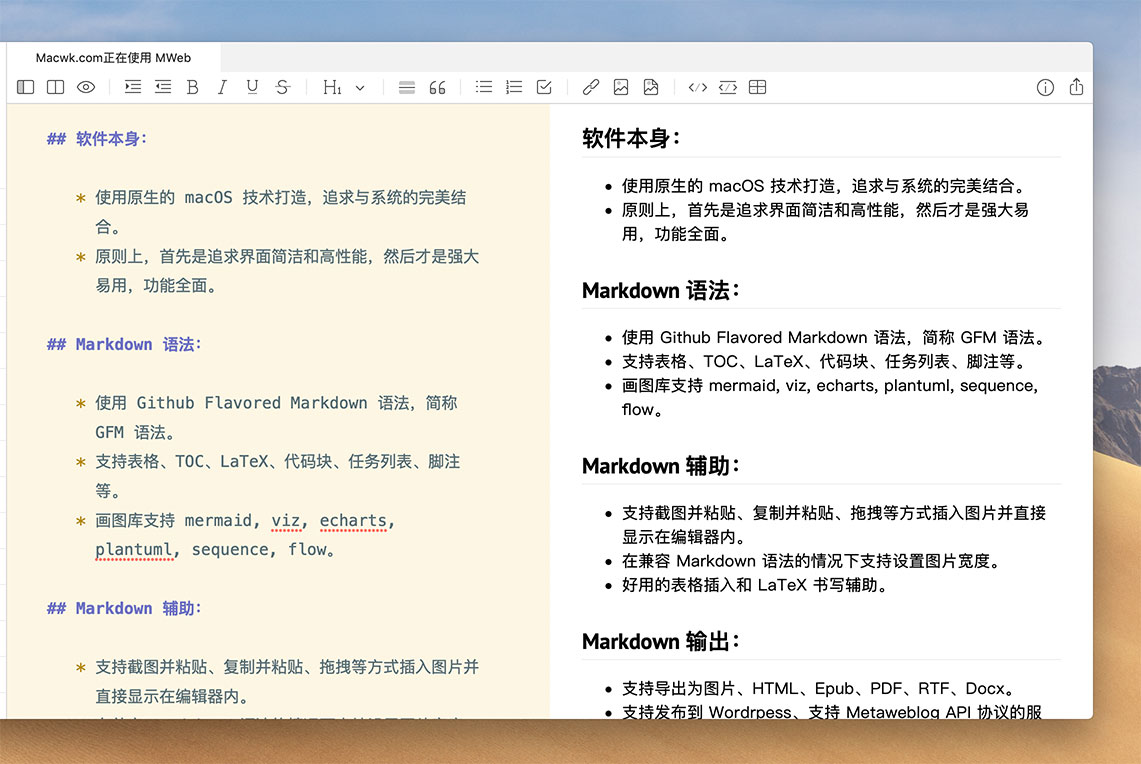 Macwk.com正在使用 MWeb
B I U S H1
## 软件本身：
* 使用原生的 macOS 技术打造，追求与系统的完美结
合。
* 原则上，首先是追求界面简洁和高性能，然后才是强大
易用，功能全面。
## Markdown 语法：
* 使用 Github Flavored Markdown 语法，简称
GFM 语法。
* 支持表格、TOC、LaTeX、代码块、任务列表、脚注
等。
* 画图库支持 mermaid, viz, echarts,
plantuml, sequence, flow。
## Markdown 辅助：
* 支持截图并粘贴、复制并粘贴、拖拽等方式插入图片并
直接显示在编辑器内。
软件本身：
• 使用原生的 macOS 技术打造，追求与系统的完美结合。
• 原则上，首先是追求界面简洁和高性能，然后才是强大易
用，功能全面。
Markdown 语法：
• 使用 Github Flavored Markdown 语法，简称 GFM 语法。
• 支持表格、TOC、LaTeX、代码块、任务列表、脚注等。
• 画图库支持 mermaid, viz, echarts, plantuml, sequence,
flow。
Markdown 辅助：
• 支持截图并粘贴、复制并粘贴、拖拽等方式插入图片并直接
显示在编辑器内。
• 在兼容 Markdown 语法的情况下支持设置图片宽度。
• 好用的表格插入和 LaTeX 书写辅助。
Markdown 输出：
• 支持导出为图片、HTML、Epub、PDF、RTF、Docx。
• 支持发布到 Wordrpess、支持 Metaweblog API 协议的服